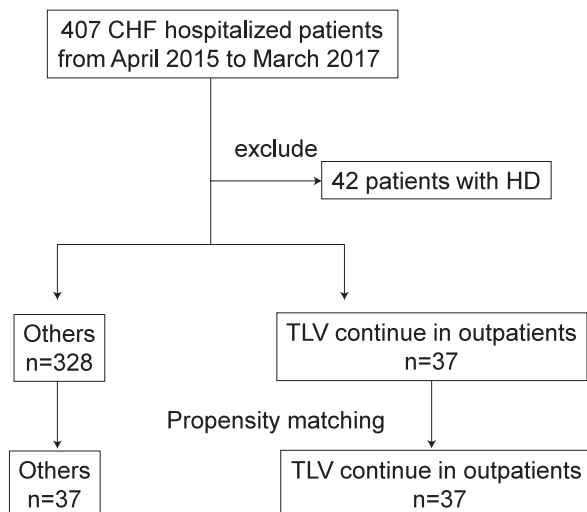 407 CHF hospitalized patients
from April 2015 to March 2017
exclude
42 patients with HD
Others
n=328
TLV continue in outpatients
n=37
Propensity matching
Others
n=37
TLV continue in outpatients
n=37